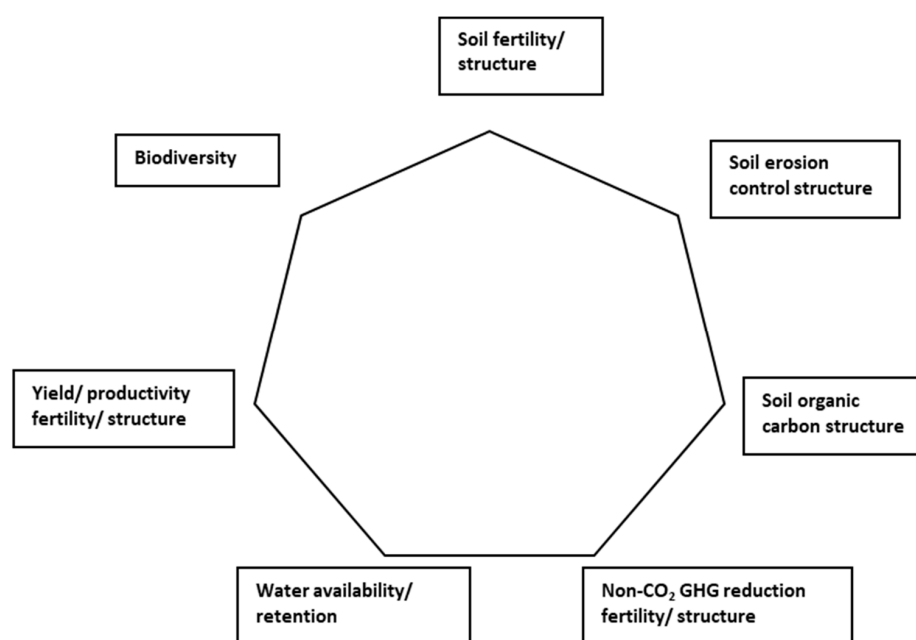 Soil fertility/
structure
Biodiversity
Soil erosion
control structure
Yield/ productivity
fertility/ structure
Soil organic
carbon structure
Water availability/
retention
Non-CO₂ GHG reduction
fertility/ structure